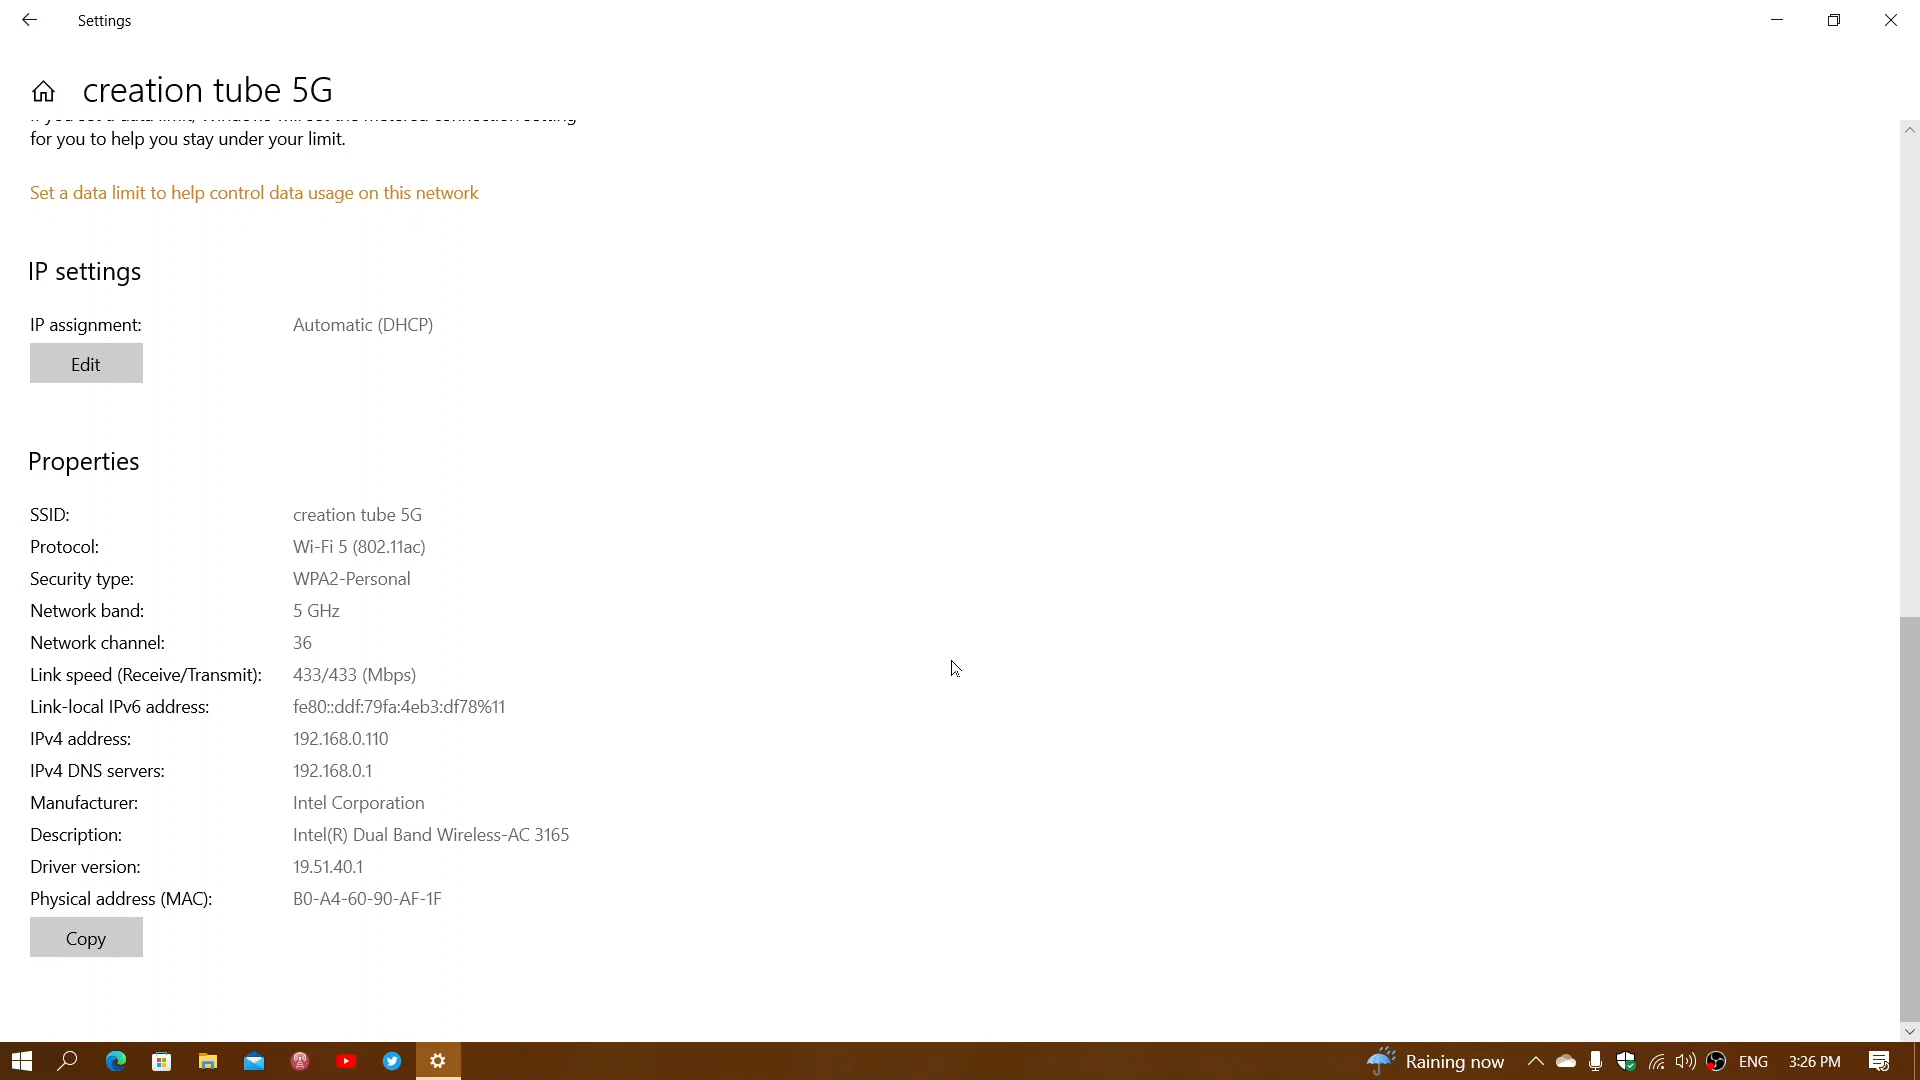 Settings
creation tube 5G
for you to help you stay under your limit.
Set a data limit to help control data usage on this network
IP settings
IP assignment: Automatic (DHCP)
Edit
Properties
SSID: creation tube 5G
Protocol: Wi-Fi 5 (802.11ac)
Security type: WPA2-Personal
Network band: 5 GHz
Network channel: 36
Link speed (Receive/Transmit): 433/433 (Mbps)
Link-local IPv6 address: fe80::ddf:79fa:4eb3:df78%11
IPv4 address: 192.168.0.110
IPv4 DNS servers: 192.168.0.1
Manufacturer: Intel Corporation
Description: Intel(R) Dual Band Wireless-AC 3165
Driver version: 19.51.40.1
Physical address (MAC): B0-A4-60-90-AF-1F
Copy
Raining now ENG 3:26 PM